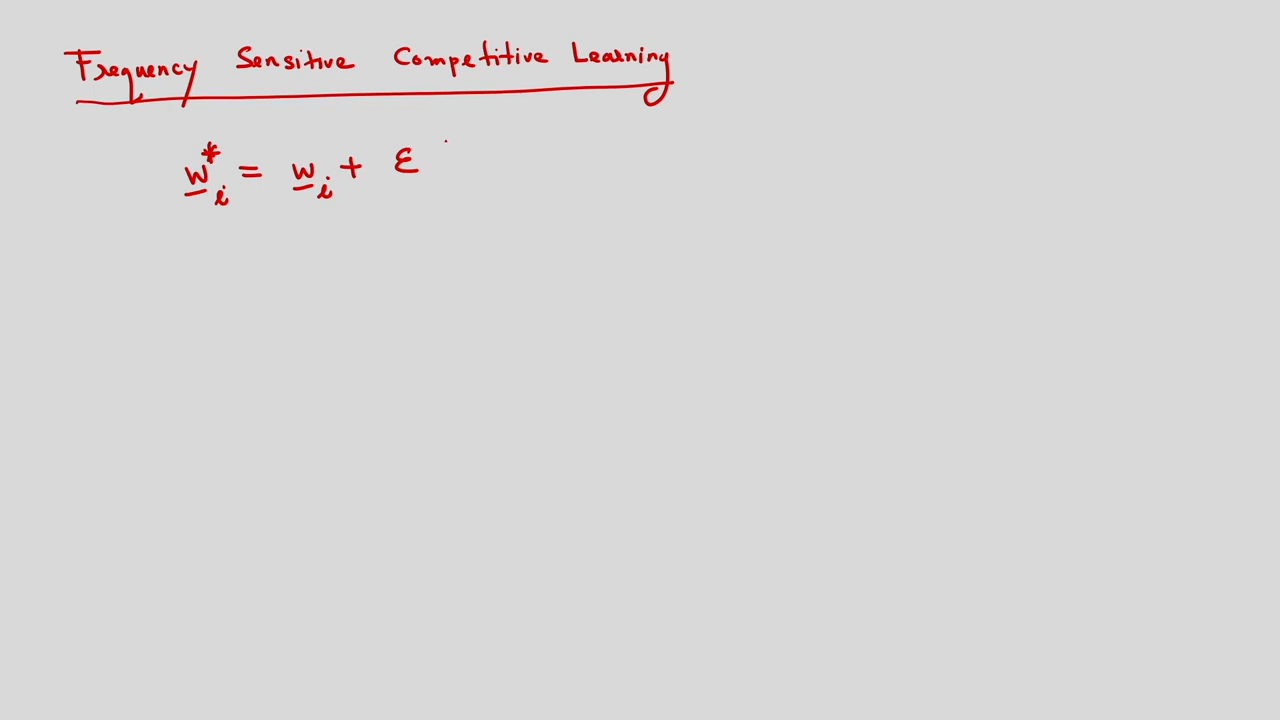 Frequency Sensitive Competitive Learning
w*i = wi + ε